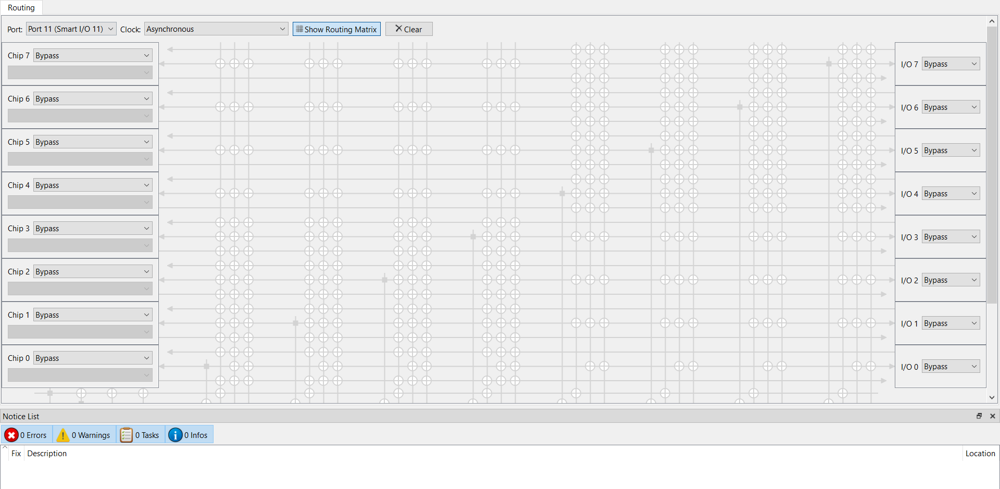 Routing
Port: Port 11 (Smart I/O 11) Clock: Asynchronous Show Routing Matrix Clear
Chip 7 Bypass
I/O 7 Bypass
Chip 6 Bypass
I/O 6 Bypass
Chip 5 Bypass
I/O 5 Bypass
Chip 4 Bypass
I/O 4 Bypass
Chip 3 Bypass
I/O 3 Bypass
Chip 2 Bypass
I/O 2 Bypass
Chip 1 Bypass
I/O 1 Bypass
Chip 0 Bypass
I/O 0 Bypass
Notice List
0 Errors 0 Warnings 0 Tasks 0 Infos
Fix Description Location